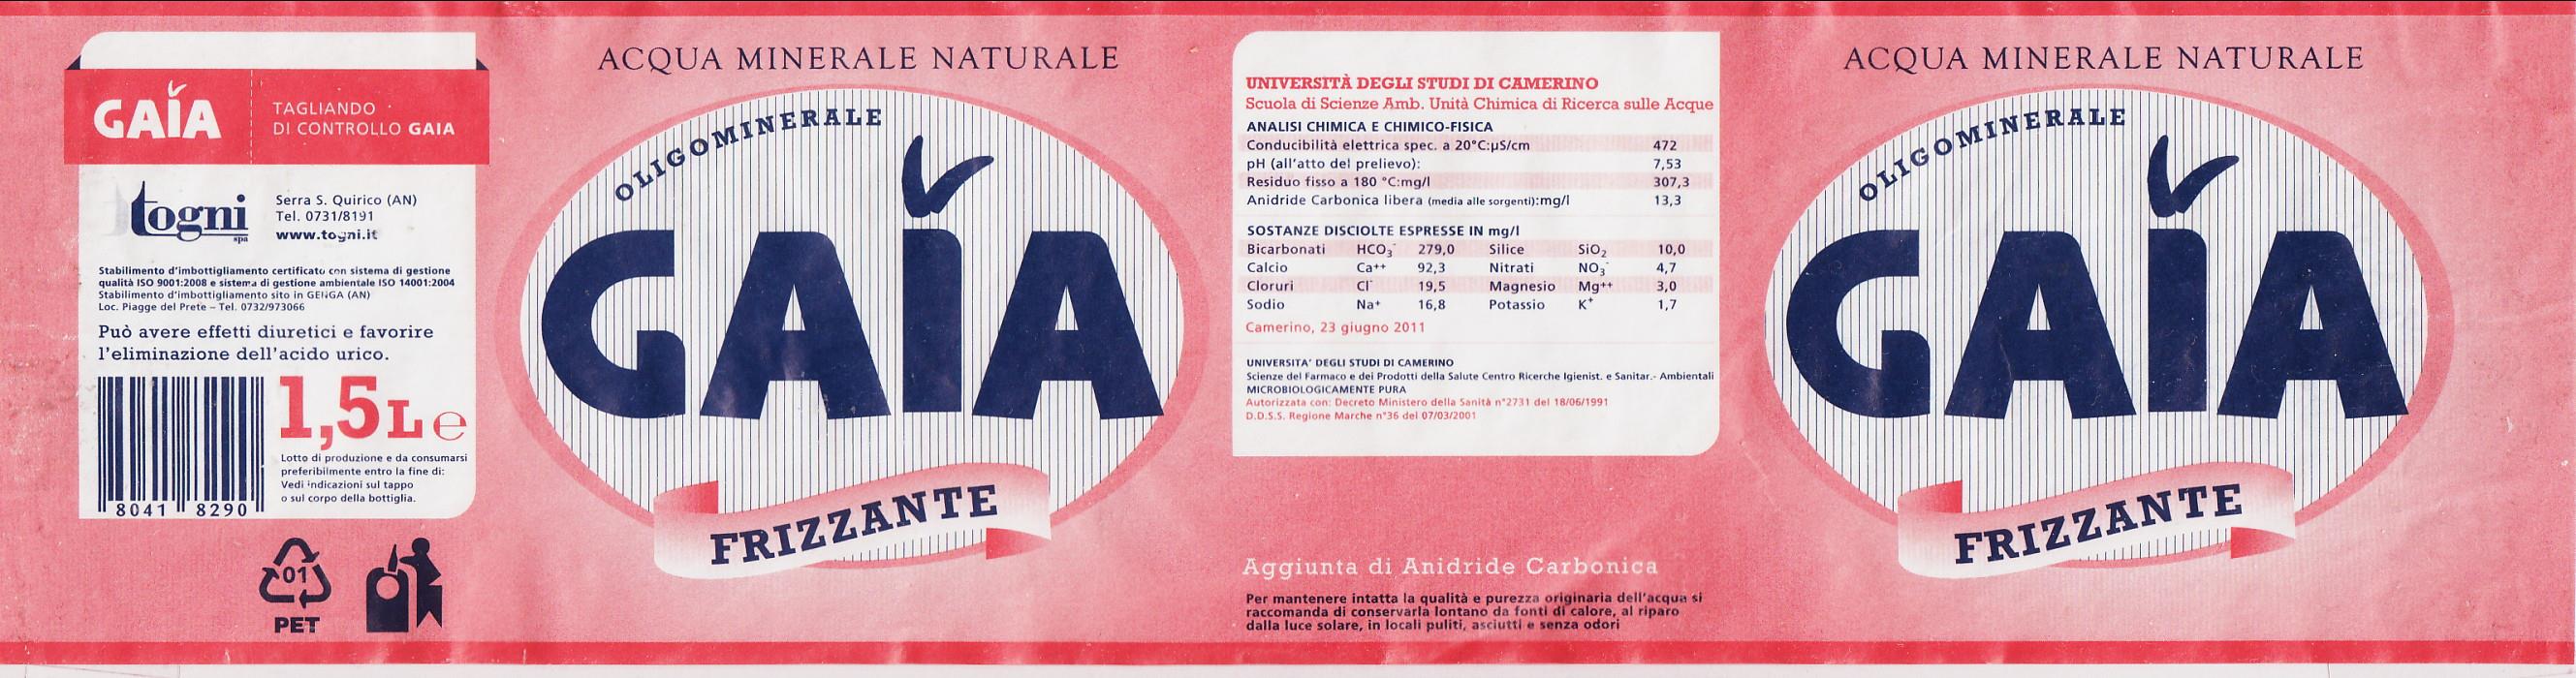 GAIA
TAGLIANDO
DI CONTROLLO GAIA
togni
spa
Serra S. Quirico (AN)
Tel. 0731/8191
www.togni.it
Stabilimento d'imbottigliamento certificato con sistema di gestione
qualità ISO 9001:2008 e sistema di gestione ambientale ISO 14001:2004
Stabilimento d'imbottigliamento sito in GENGA (AN)
Loc. Piagge del Prete – Tel. 0732/973066
Può avere effetti diuretici e favorire
l'eliminazione dell'acido urico.
1,5L e
Lotto di produzione e da consumarsi
preferibilmente entro la fine di:
Vedi indicazioni sul tappo
o sul corpo della bottiglia.
8041 8290
01
PET
ACQUA MINERALE NATURALE
OLIGOMINERALE
GAIA
FRIZZANTE
UNIVERSITÀ DEGLI STUDI DI CAMERINO
Scuola di Scienze Amb. Unità Chimica di Ricerca sulle Acque
ANALISI CHIMICA E CHIMICO-FISICA
Conducibilità elettrica spec. a 20°C:µS/cm 472
pH (all'atto del prelievo): 7,53
Residuo fisso a 180 °C:mg/l 307,3
Anidride Carbonica libera (media alle sorgenti):mg/l 13,3
SOSTANZE DISCIOLTE ESPRESSE IN mg/l
Bicarbonati HCO₃⁻ 279,0 Silice SiO₂ 10,0
Calcio Ca⁺⁺ 92,3 Nitrati NO₃⁻ 4,7
Cloruri Cl⁻ 19,5 Magnesio Mg⁺⁺ 3,0
Sodio Na⁺ 16,8 Potassio K⁺ 1,7
Camerino, 23 giugno 2011
UNIVERSITA' DEGLI STUDI DI CAMERINO
Scienze del Farmaco e dei Prodotti della Salute Centro Ricerche Igienist. e Sanitar.- Ambientali
MICROBIOLOGICAMENTE PURA
Autorizzata con: Decreto Ministero della Sanità n°2731 del 18/06/1991
D.D.S.S. Regione Marche n°36 del 07/03/2001
Aggiunta di Anidride Carbonica
Per mantenere intatta la qualità e purezza originaria dell'acqua si
raccomanda di conservarla lontano da fonti di calore, al riparo
dalla luce solare, in locali puliti, asciutti e senza odori
ACQUA MINERALE NATURALE
OLIGOMINERALE
GAIA
FRIZZANTE